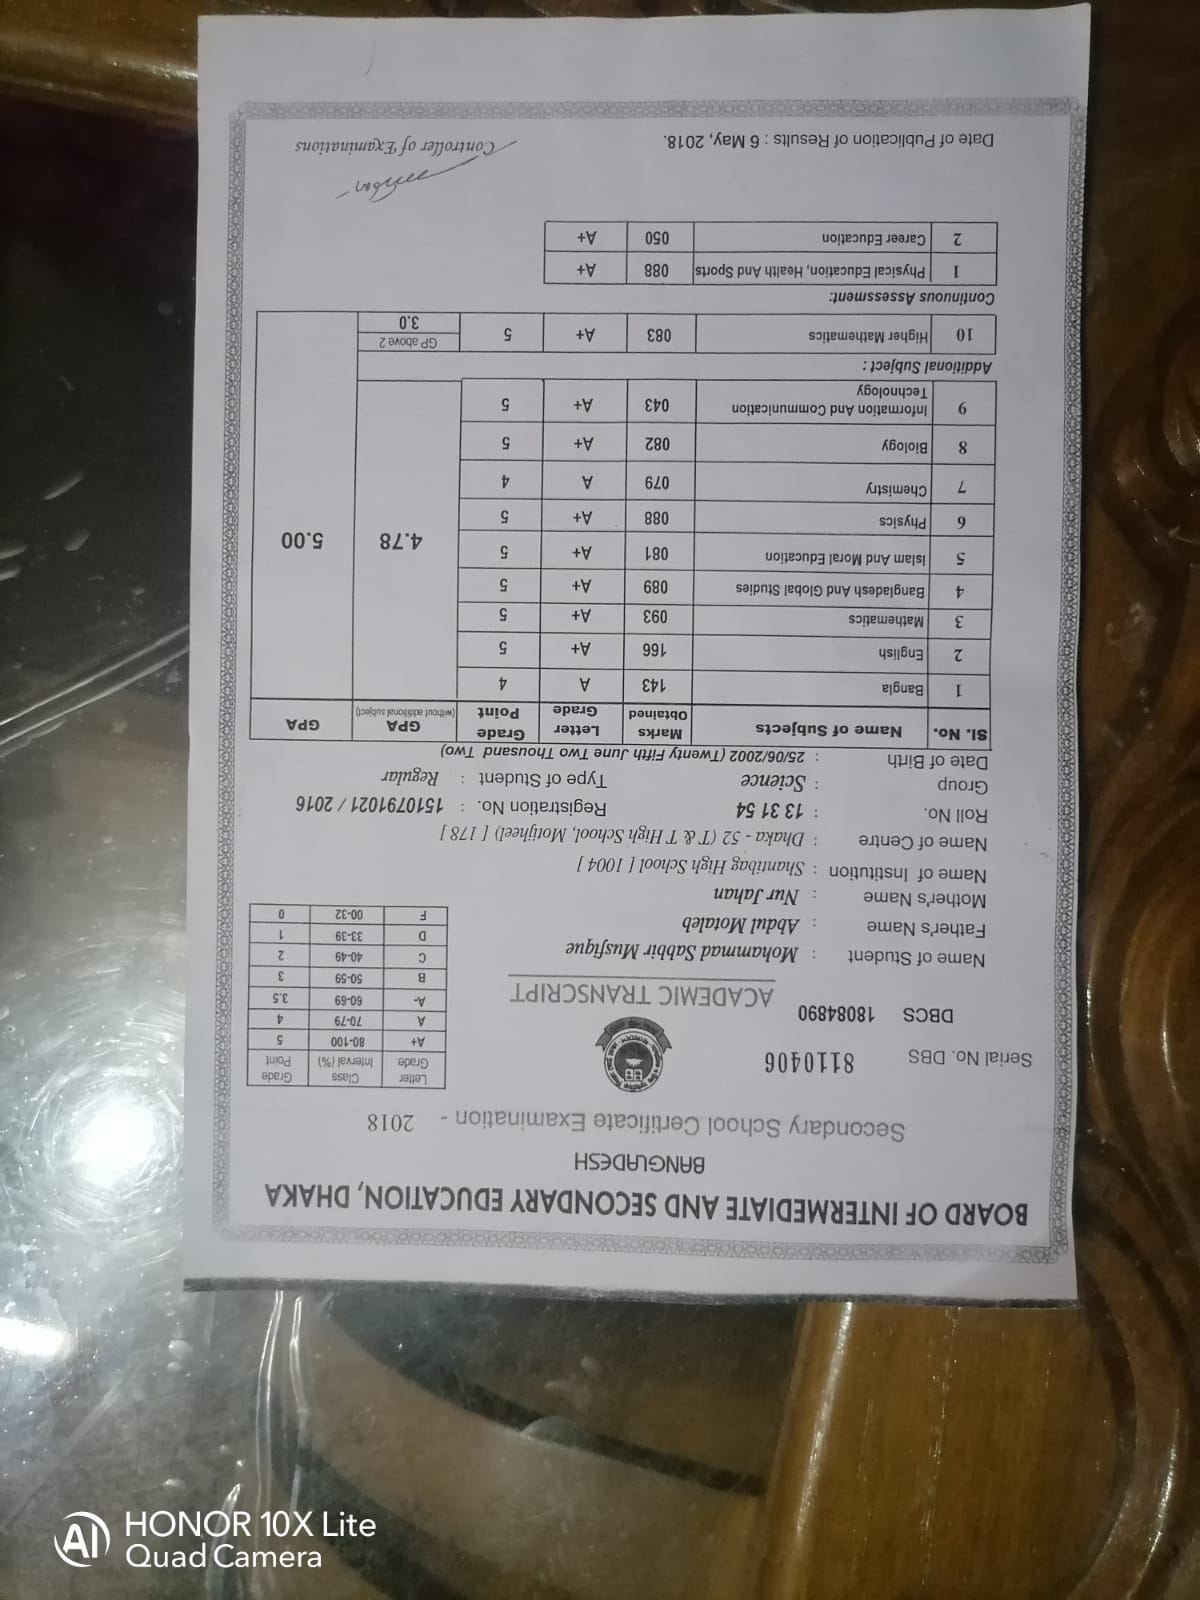 BOARD OF INTERMEDIATE AND SECONDARY EDUCATION, DHAKA
BANGLADESH
Secondary School Certificate Examination - 2018
Serial No. DBS 8110406
DBCS 18084890
ACADEMIC TRANSCRIPT
Letter Grade Class Interval (%) Grade Point
A+ 80-100 5
A 70-79 4
A- 60-69 3.5
B 50-59 3
C 40-49 2
D 33-39 1
F 00-32 0
Name of Student : Mohammad Sabbir Musfique
Father's Name : Abdul Motaleb
Mother's Name : Nur Jahan
Name of Institution : Shantibag High School [ 1004 ]
Name of Centre : Dhaka - 52 (T & T High School, Motijheel) [ 178 ]
Roll No. : 13 31 54 Registration No. : 1510791021 / 2016
Group : Science Type of Student : Regular
Date of Birth : 25/06/2002 (Twenty Fifth June Two Thousand Two)
Sl. No. Name of Subjects Marks Obtained Letter Grade Grade Point GPA (without additional subject) GPA
1 Bangla 143 A 4
2 English 166 A+ 5
3 Mathematics 093 A+ 5
4 Bangladesh And Global Studies 089 A+ 5
5 Islam And Moral Education 081 A+ 5
6 Physics 088 A+ 5 4.78 5.00
7 Chemistry 079 A 4
8 Biology 082 A+ 5
9 Information And Communication Technology 043 A+ 5
Additional Subject :
10 Higher Mathematics 083 A+ 5 GP above 2 3.0
Continuous Assessment:
1 Physical Education, Health And Sports 088 A+
2 Career Education 050 A+
Date of Publication of Results : 6 May, 2018.
Controller of Examinations
AI HONOR 10X Lite
Quad Camera